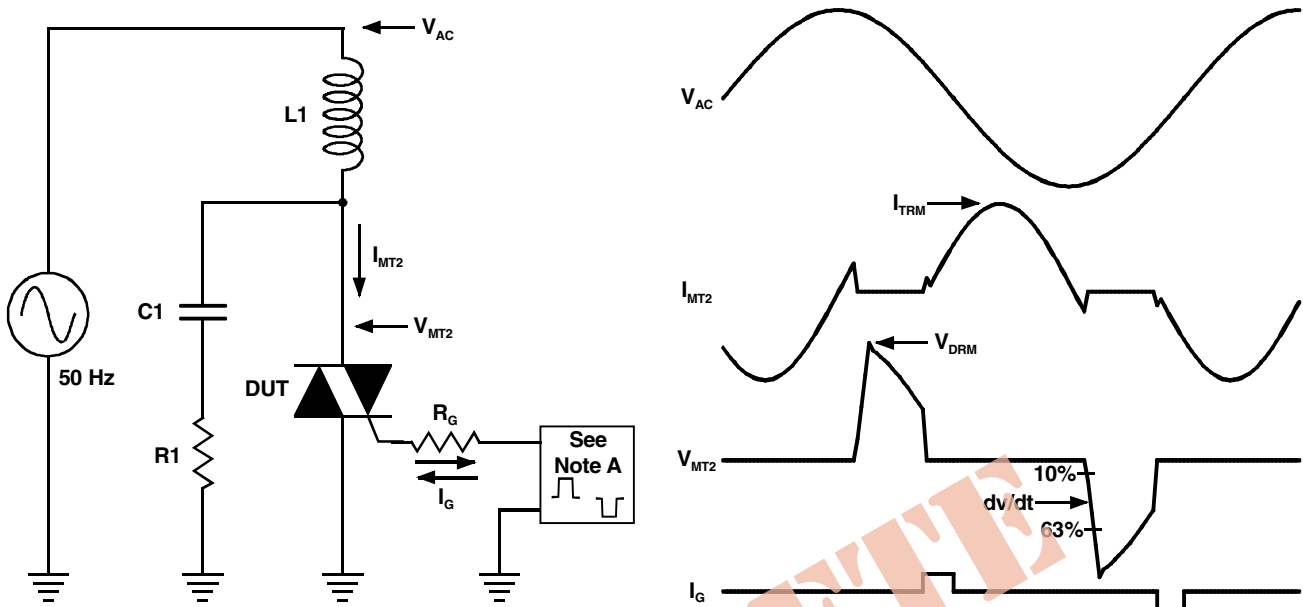 V_AC
L1
I_MT2
C1
V_MT2
50 Hz
DUT
R_G
See
Note A
R1
I_G
V_AC
I_TRM
I_MT2
V_DRM
V_MT2
10%
dv/dt
63%
I_G